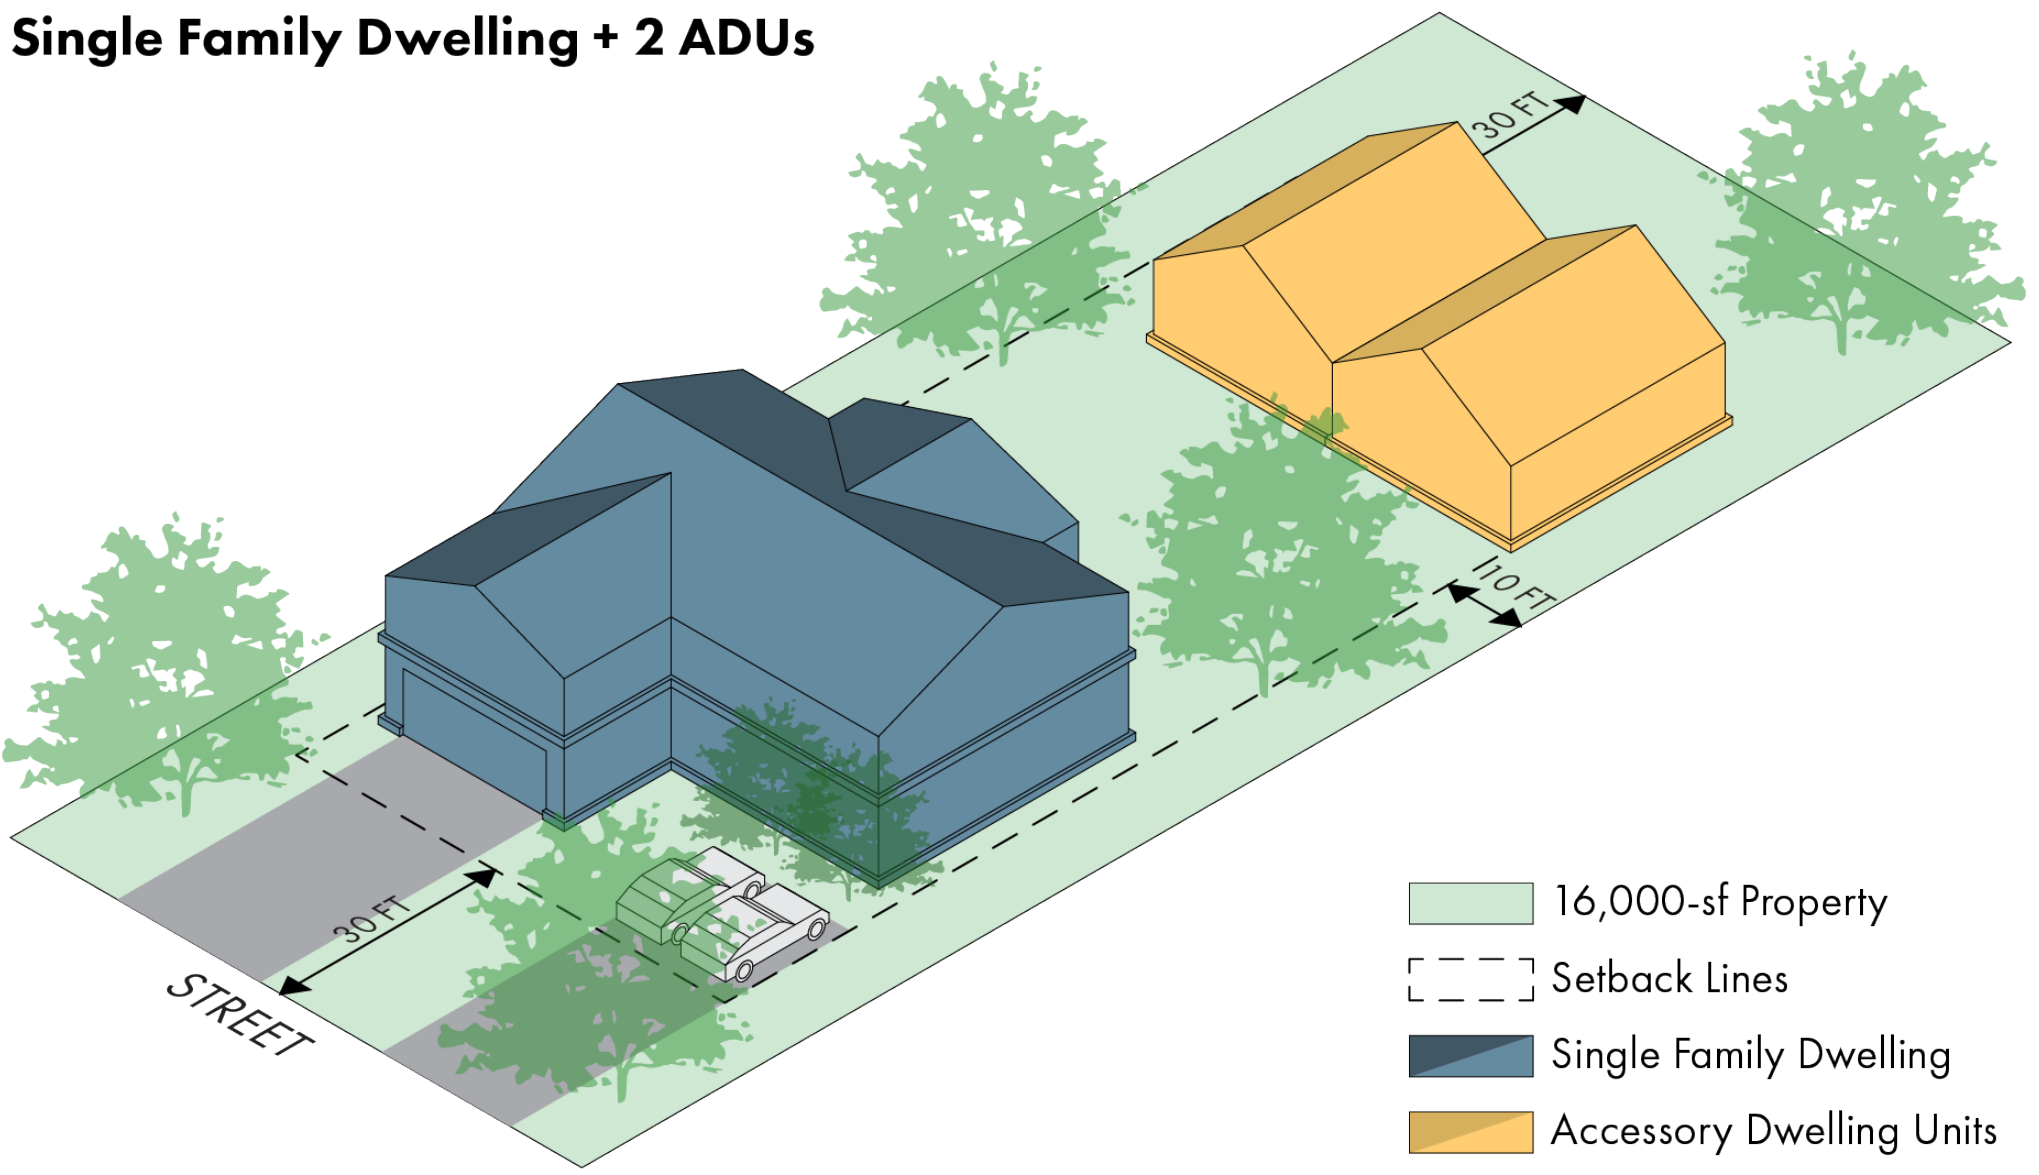 Single Family Dwelling + 2 ADUs
30 FT
10 FT
30 FT
STREET
16,000-sf Property
Setback Lines
Single Family Dwelling
Accessory Dwelling Units